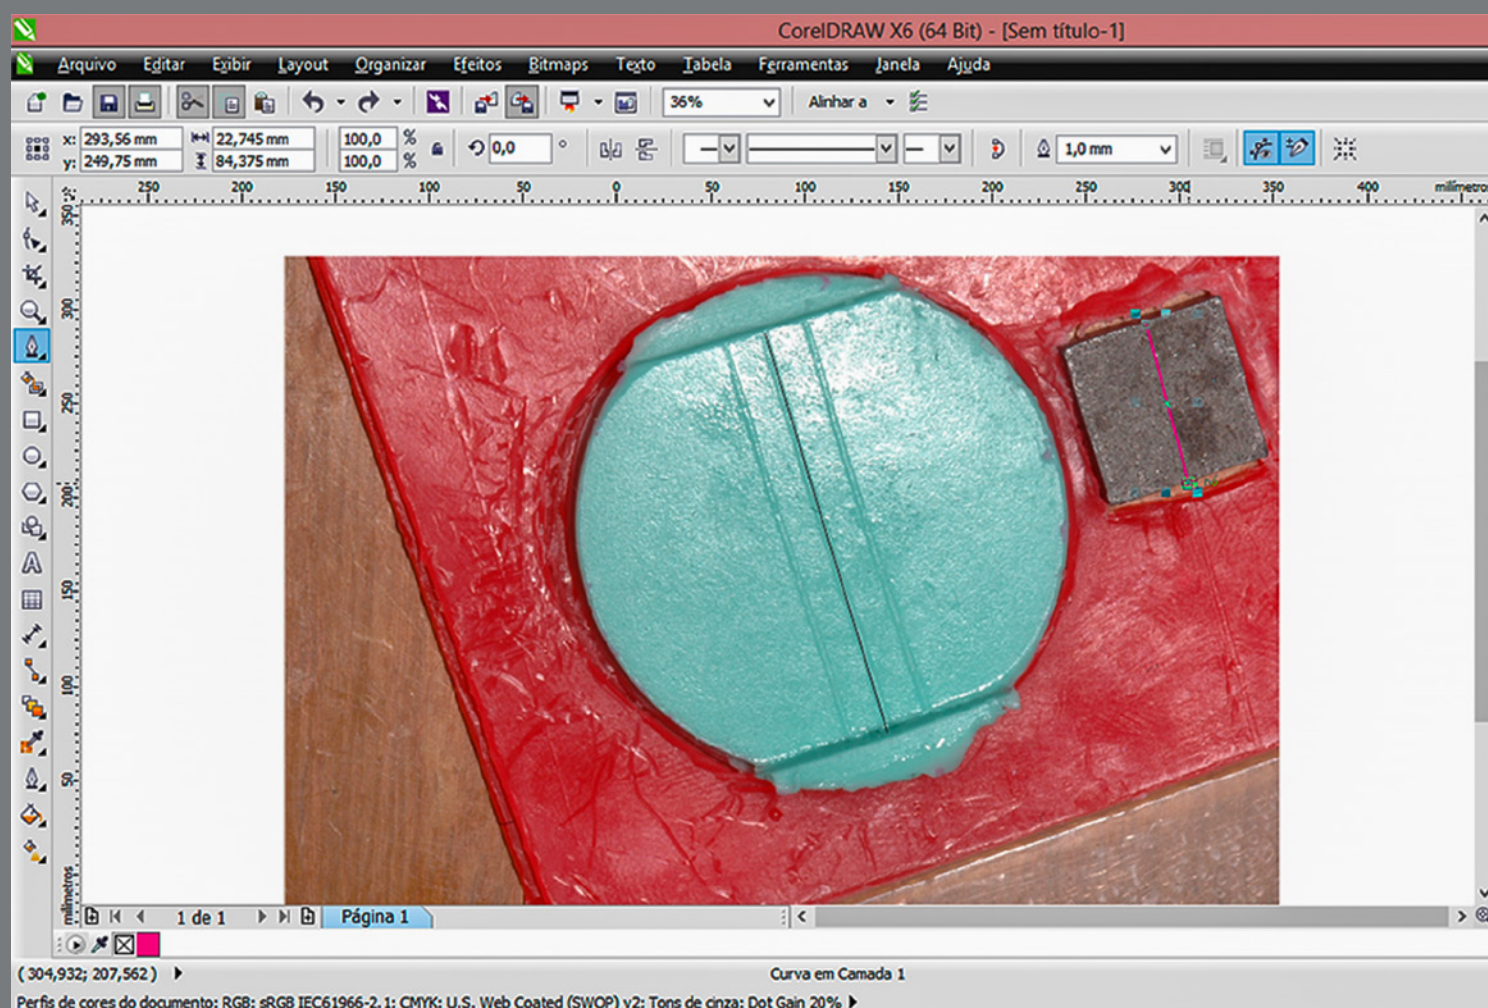 CorelDRAW X6 (64 Bit) - [Sem título-1]
Arquivo Editar Exibir Layout Organizar Efeitos Bitmaps Texto Tabela Ferramentas Janela Ajuda
36% Alinhar a
x: 293,56 mm 22,745 mm 100,0 % 0,0 ° 1,0 mm
y: 249,75 mm 84,375 mm 100,0 %
250 200 150 100 50 0 50 100 150 200 250 300 350 400 milímetros
350
300
250
200
150
100
50
milímetros
1 de 1 Página 1
(304,932; 207,562)
Curva em Camada 1
Perfis de cores do documento: RGB: sRGB IEC61966-2.1; CMYK: U.S. Web Coated (SWOP) v2; Tons de cinza: Dot Gain 20%